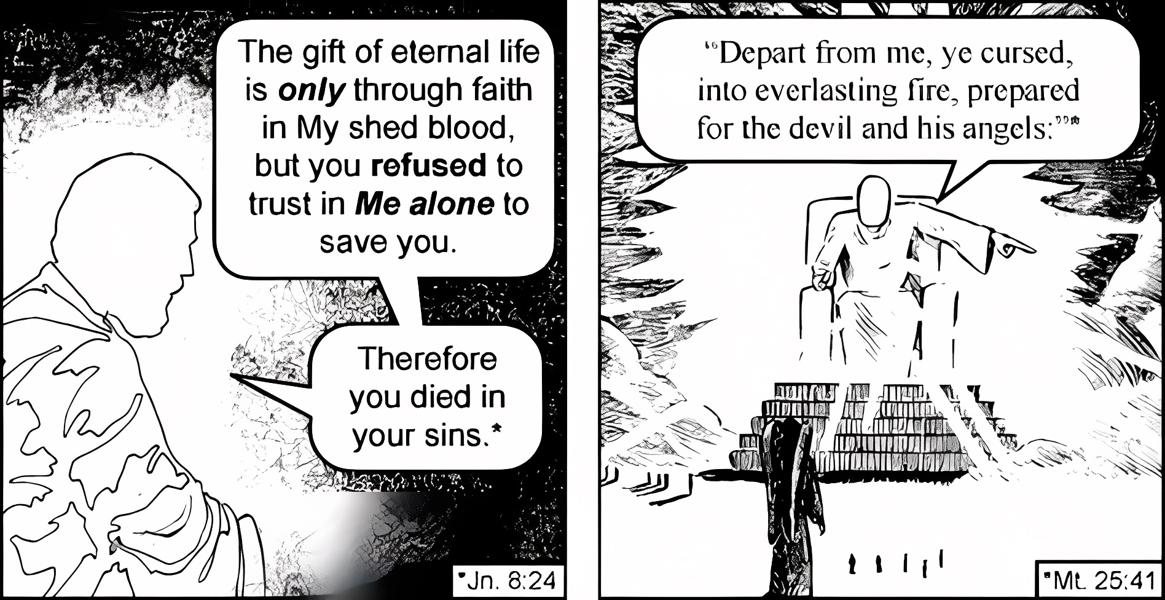 The gift of eternal life
is only through faith
in My shed blood,
but you refused to
trust in Me alone to
save you.
Therefore
you died in
your sins.*
*Jn. 8:24
"Depart from me, ye cursed,
into everlasting fire, prepared
for the devil and his angels:"*
*Mt. 25:41